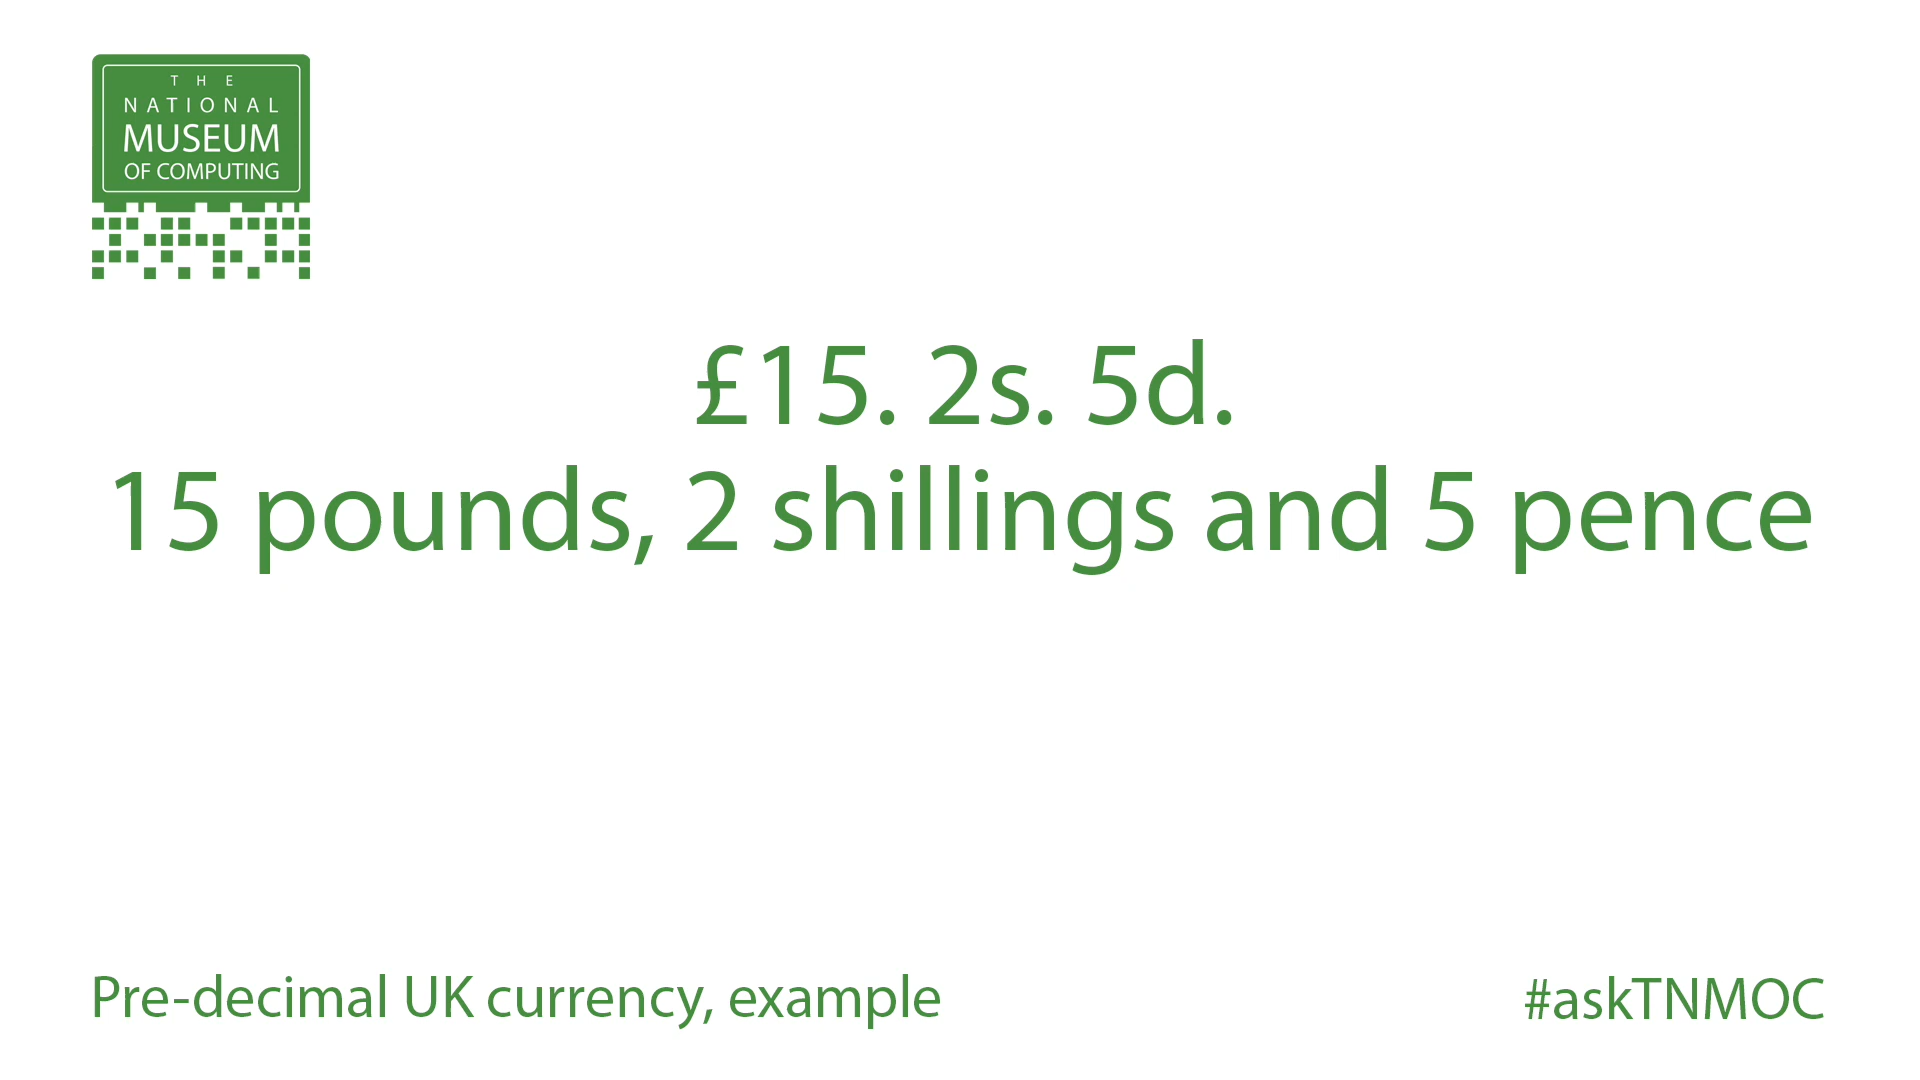 THE
NATIONAL
MUSEUM
OF COMPUTING
£15. 2s. 5d.
15 pounds, 2 shillings and 5 pence
Pre-decimal UK currency, example
#askTNMOC